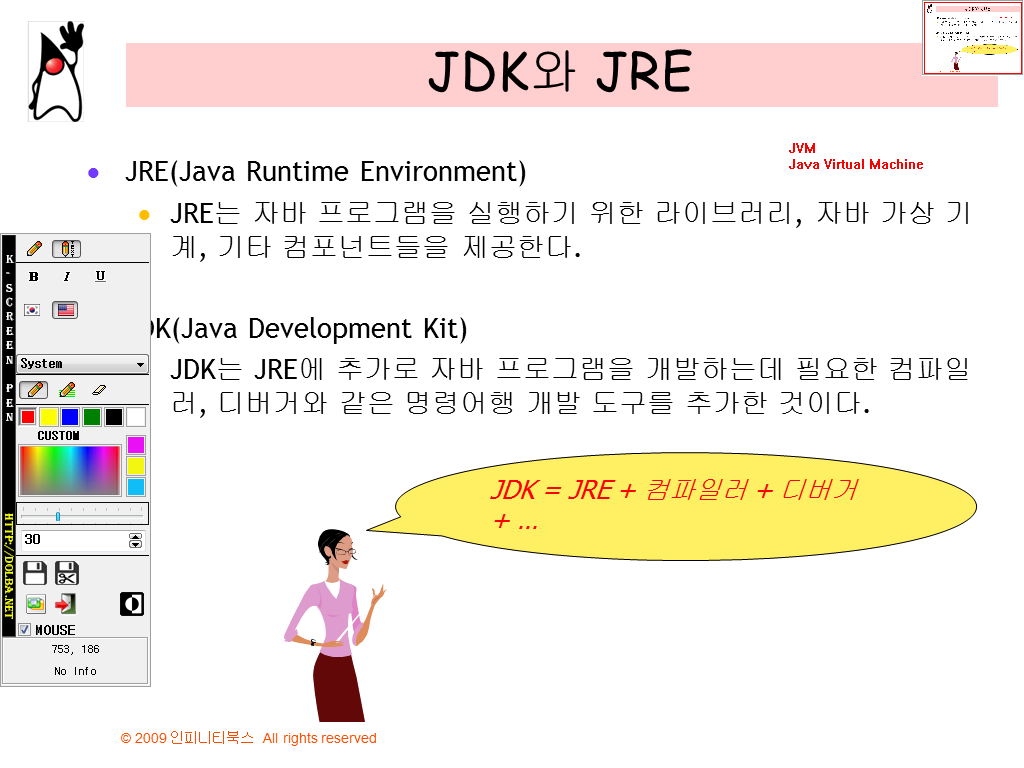 JDK와 JRE
JVM
Java Virtual Machine
JRE(Java Runtime Environment)
JRE는 자바 프로그램을 실행하기 위한 라이브러리, 자바 가상 기
계, 기타 컴포넌트들을 제공한다.
DK(Java Development Kit)
JDK는 JRE에 추가로 자바 프로그램을 개발하는데 필요한 컴파일
러, 디버거와 같은 명령어행 개발 도구를 추가한 것이다.
JDK = JRE + 컴파일러 + 디버거
+ ...
K-SCREEN PEN
HTTP://DOLBA.NET
B I U
System
CUSTOM
30
MOUSE
753, 186
No Info
© 2009 인피니티북스 All rights reserved